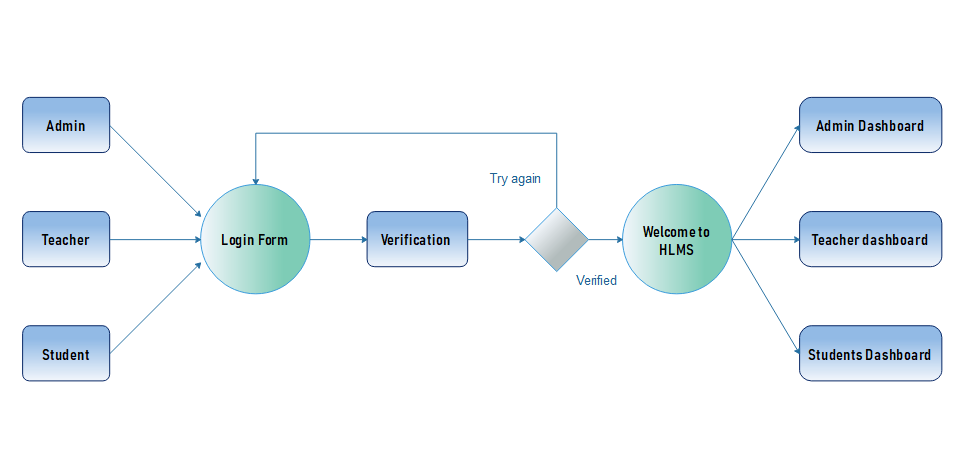 Admin
Admin Dashboard
Try again
Teacher
Login Form
Verification
Welcome to
HLMS
Teacher dashboard
Verified
Student
Students Dashboard